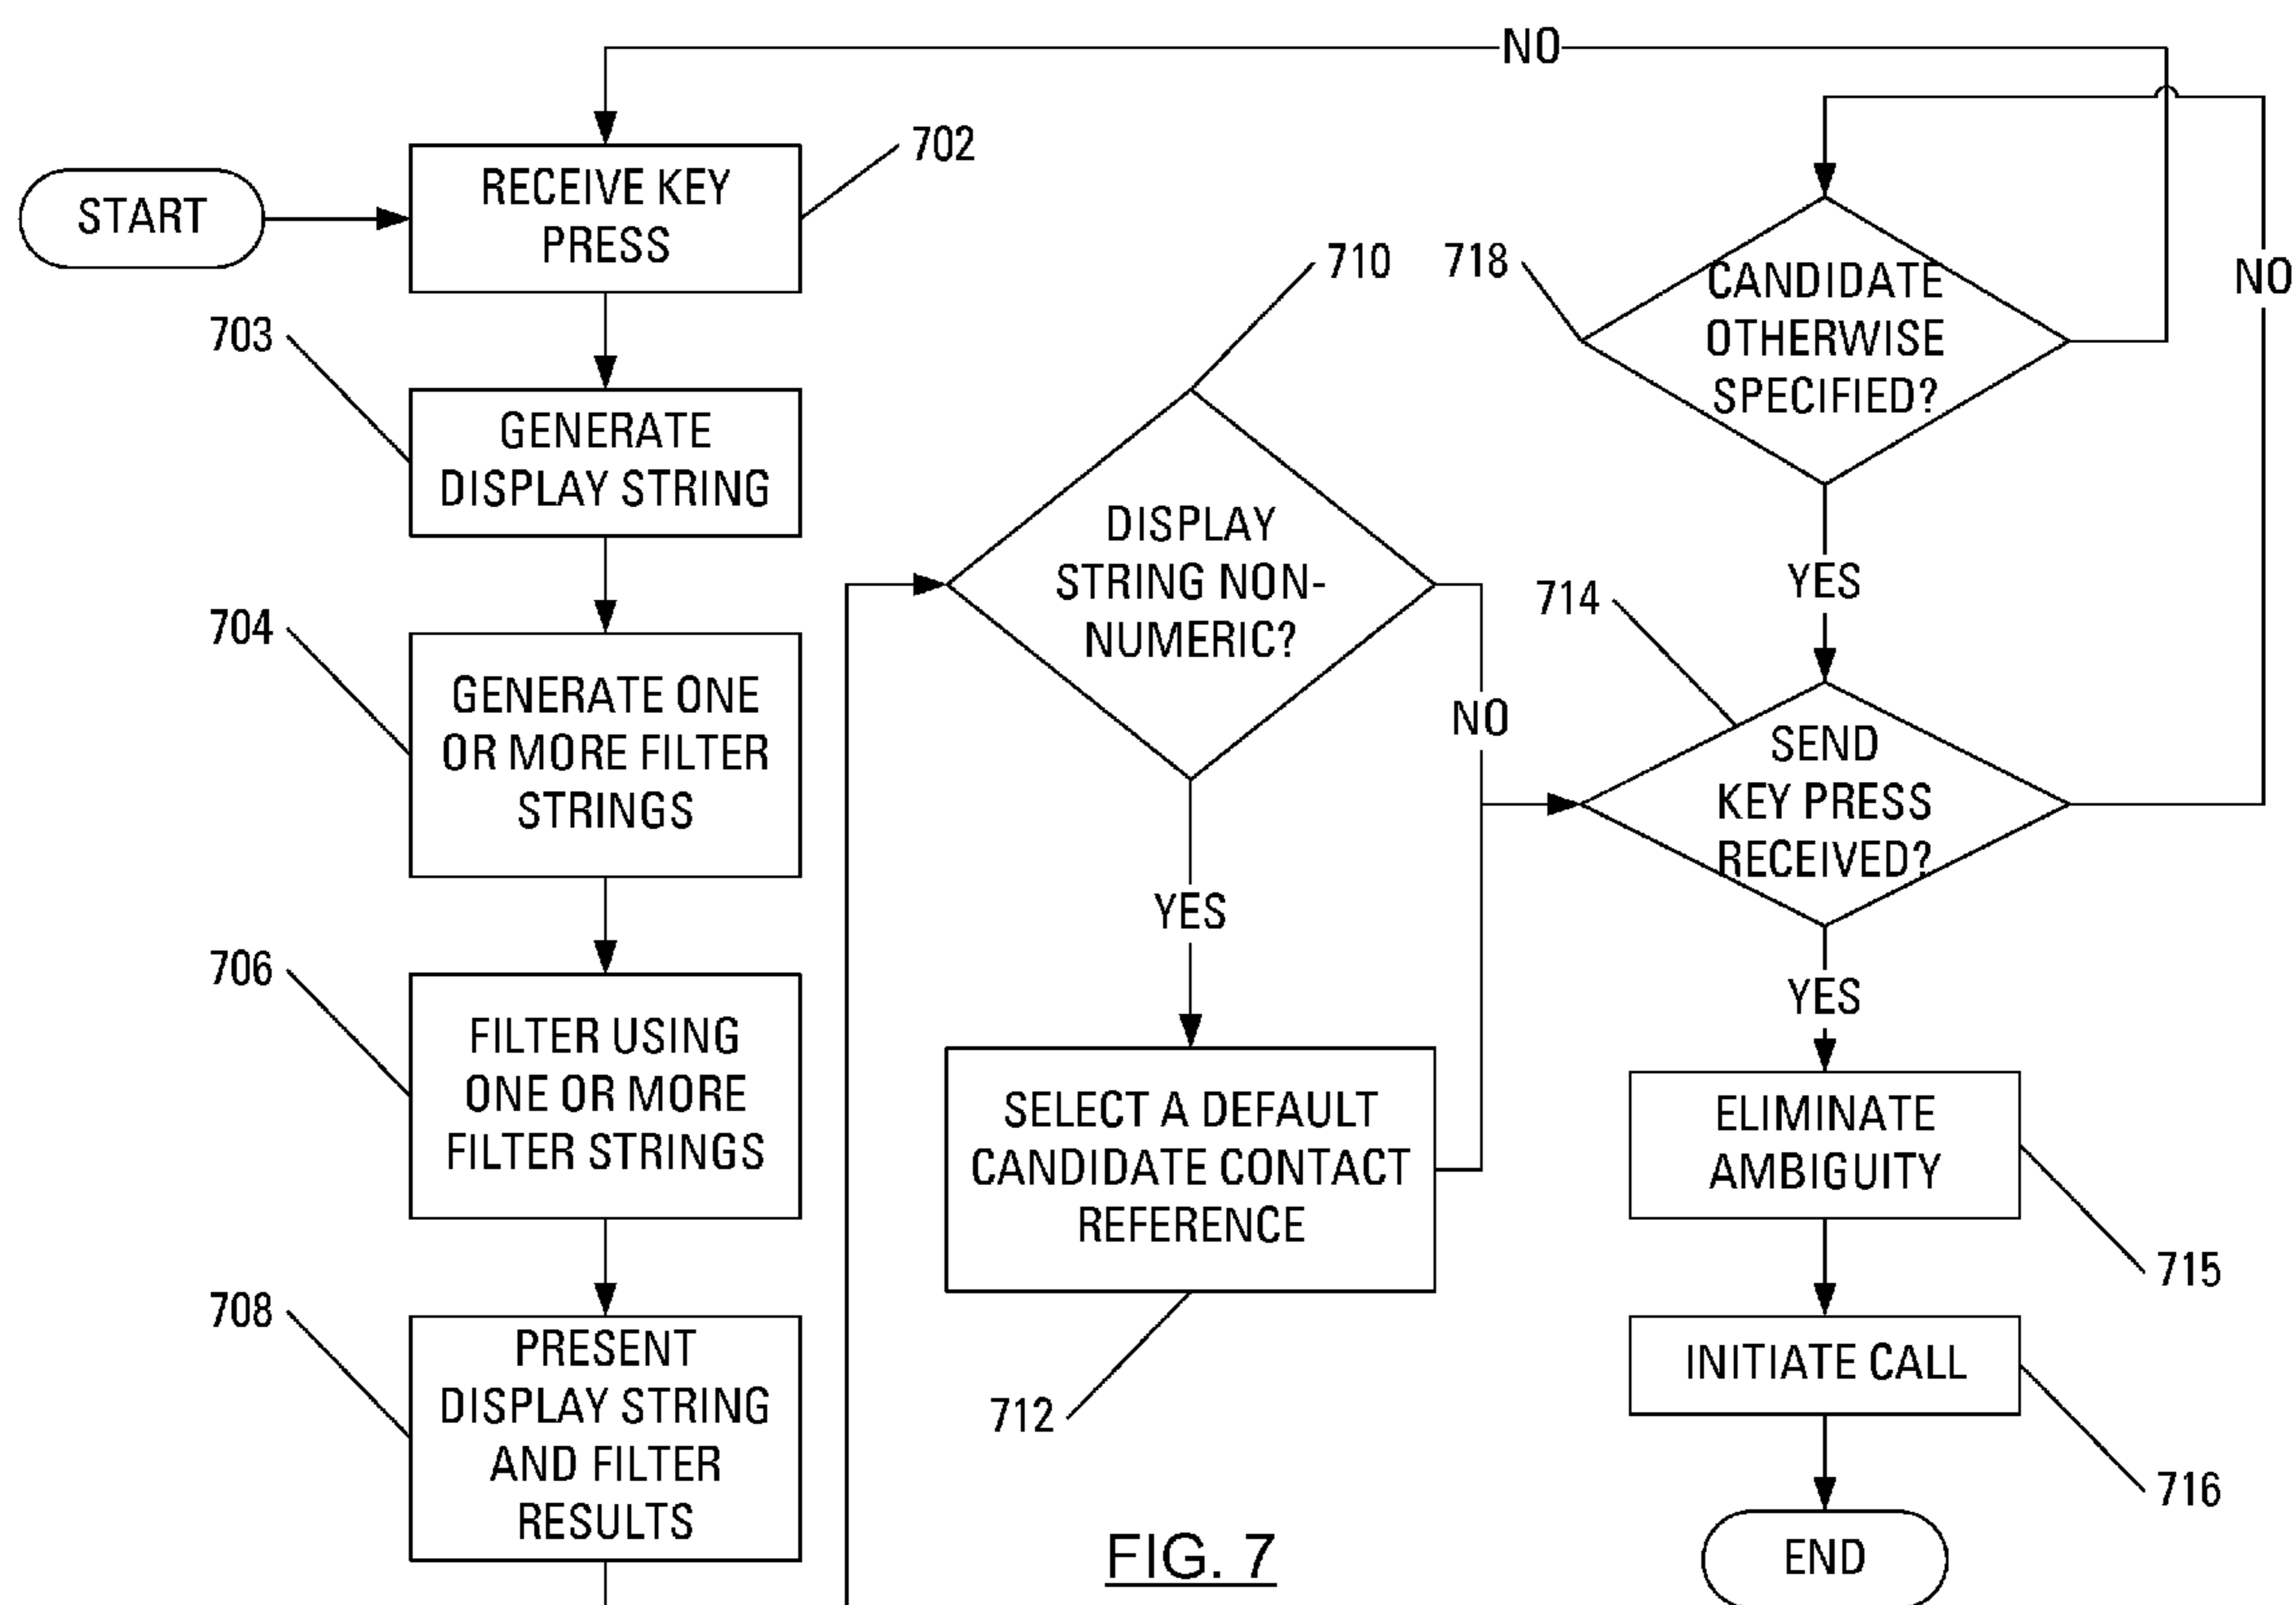 NO
START
RECEIVE KEY
PRESS
702
703
GENERATE
DISPLAY STRING
704
GENERATE ONE
OR MORE FILTER
STRINGS
706
FILTER USING
ONE OR MORE
FILTER STRINGS
708
PRESENT
DISPLAY STRING
AND FILTER
RESULTS
710
DISPLAY
STRING NON-
NUMERIC?
NO
YES
SELECT A DEFAULT
CANDIDATE CONTACT
REFERENCE
712
718
CANDIDATE
OTHERWISE
SPECIFIED?
NO
YES
714
SEND
KEY PRESS
RECEIVED?
YES
ELIMINATE
AMBIGUITY
715
INITIATE CALL
716
END
FIG. 7